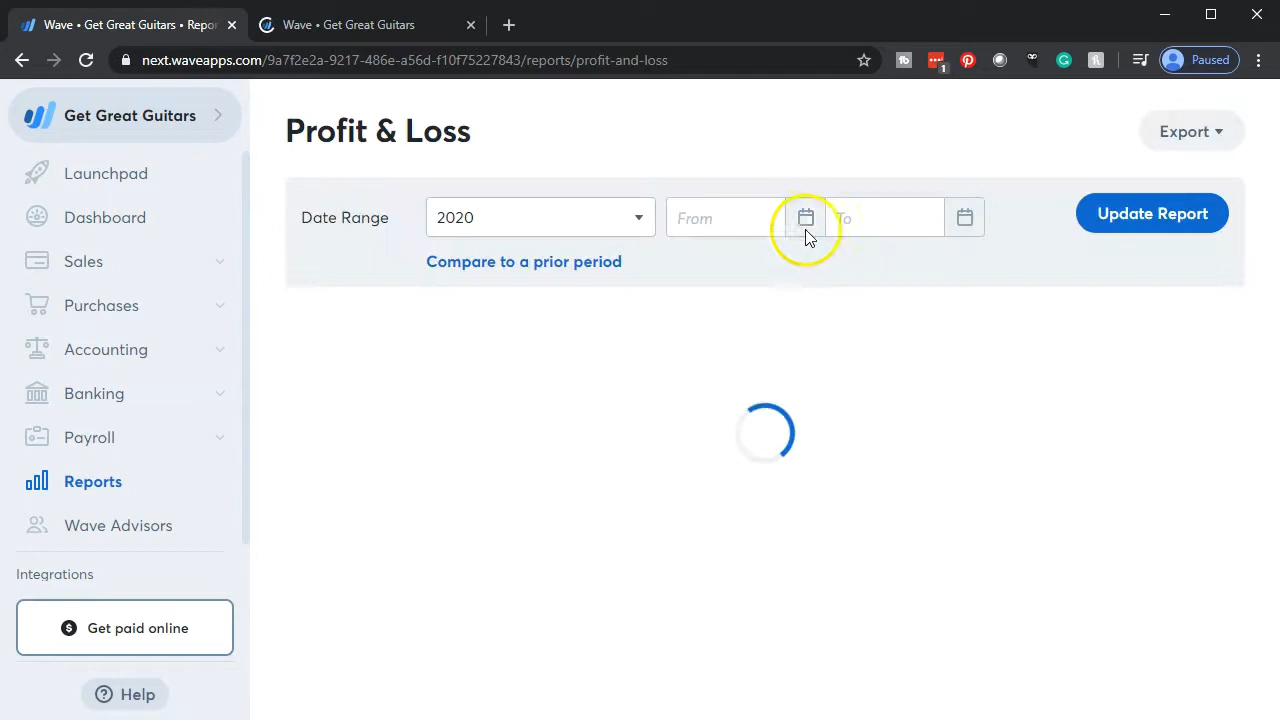 Wave • Get Great Guitars • Repor
Wave • Get Great Guitars
next.waveapps.com/9a7f2e2a-9217-486e-a56d-f10f75227843/reports/profit-and-loss
1
Paused
Get Great Guitars
Launchpad
Dashboard
Sales
Purchases
Accounting
Banking
Payroll
Reports
Wave Advisors
Integrations
$ Get paid online
? Help
Profit & Loss
Export
Date Range
2020
From
To
Update Report
Compare to a prior period